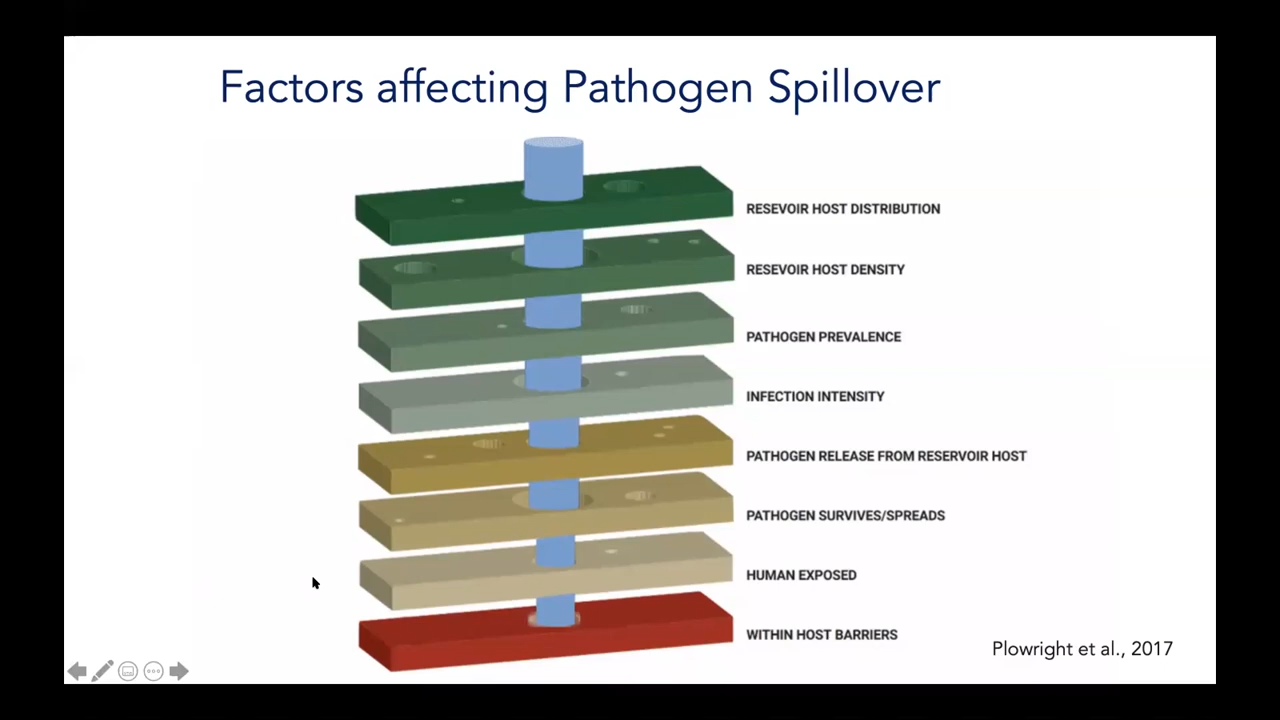 Factors affecting Pathogen Spillover
RESEVOIR HOST DISTRIBUTION
RESEVOIR HOST DENSITY
PATHOGEN PREVALENCE
INFECTION INTENSITY
PATHOGEN RELEASE FROM RESERVOIR HOST
PATHOGEN SURVIVES/SPREADS
HUMAN EXPOSED
WITHIN HOST BARRIERS
Plowright et al., 2017